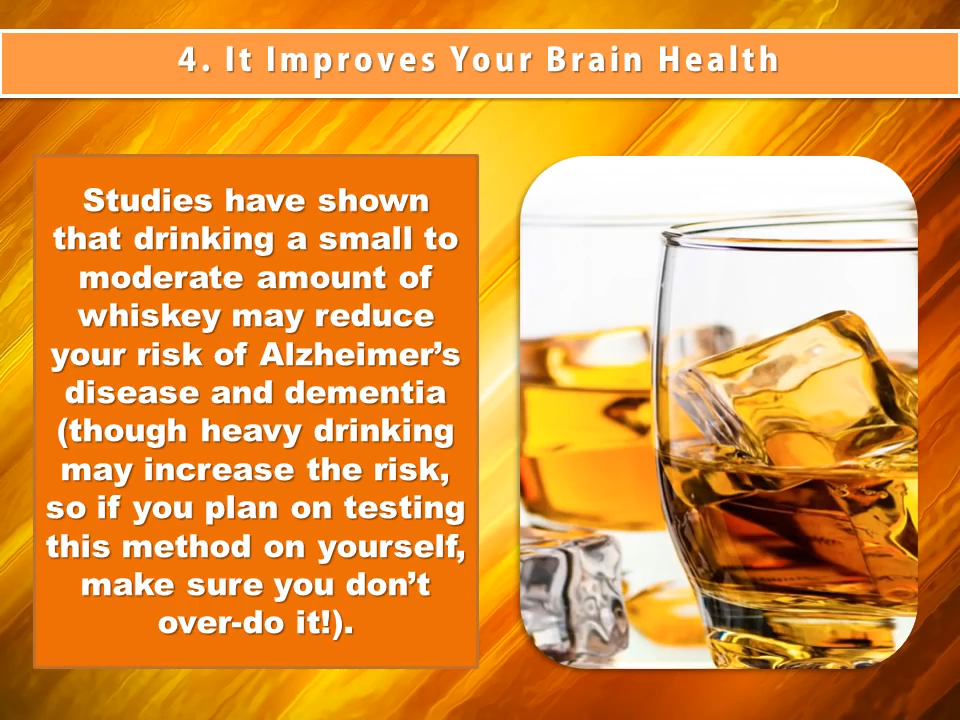 4. It Improves Your Brain Health
Studies have shown
that drinking a small to
moderate amount of
whiskey may reduce
your risk of Alzheimer’s
disease and dementia
(though heavy drinking
may increase the risk,
so if you plan on testing
this method on yourself,
make sure you don’t
over-do it!).